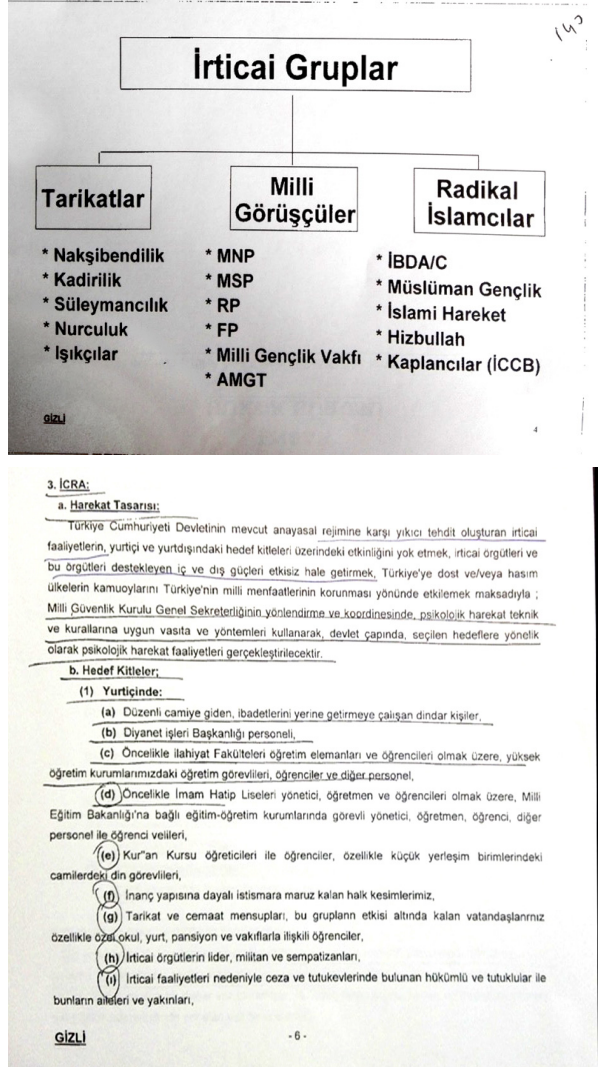 143
İrticai Gruplar
Tarikatlar
* Nakşibendilik
* Kadirilik
* Süleymancılık
* Nurculuk
* Işıkçılar
Milli
Görüşçüler
* MNP
* MSP
* RP
* FP
* Milli Gençlik Vakfı
* AMGT
Radikal
İslamcılar
* İBDA/C
* Müslüman Gençlik
* İslami Hareket
* Hizbullah
* Kaplancılar (İCCB)
GİZLİ
4
3. İCRA:
a. Harekat Tasarısı:
Türkiye Cumhuriyeti Devletinin mevcut anayasal rejimine karşı yıkıcı tehdit oluşturan irticai
faaliyetlerin, yurtiçi ve yurtdışındaki hedef kitleleri üzerindeki etkinliğini yok etmek, irticai örgütleri ve
bu örgütleri destekleyen iç ve dış güçleri etkisiz hale getirmek, Türkiye'ye dost ve/veya hasım
ülkelerin kamuoylarını Türkiye'nin milli menfaatlerinin korunması yönünde etkilemek maksadıyla ;
Milli Güvenlik Kurulu Genel Sekreterliğinin yönlendirme ve koordinesinde, psikolojik harekat teknik
ve kurallarına uygun vasıta ve yöntemleri kullanarak, devlet çapında, seçilen hedeflere yönelik
olarak psikolojik harekat faaliyetleri gerçekleştirilecektir.
b. Hedef Kitleler;
(1) Yurtiçinde:
(a) Düzenli camiye giden, ibadetlerini yerine getirmeye çalışan dindar kişiler,
(b) Diyanet işleri Başkanlığı personeli,
(c) Öncelikle ilahiyat Fakülteleri öğretim elemanları ve öğrencileri olmak üzere, yüksek
öğretim kurumlarımızdaki öğretim görevlileri, öğrenciler ve diğer personel,
(d) Öncelikle İmam Hatip Liseleri yönetici, öğretmen ve öğrencileri olmak üzere, Milli
Eğitim Bakanlığı'na bağlı eğitim-öğretim kurumlarında görevli yönetici, öğretmen, öğrenci, diğer
personel ile öğrenci velileri,
(e) Kur"an Kursu öğreticileri ile öğrenciler, özellikle küçük yerleşim birimlerindeki
camilerdeki din görevlileri,
(f) İnanç yapısına dayalı istismara maruz kalan halk kesimlerimiz,
(g) Tarikat ve cemaat mensupları, bu grupların etkisi altında kalan vatandaşlarımız
özellikle özel okul, yurt, pansiyon ve vakıflarla ilişkili öğrenciler,
(h) İrticai örgütlerin lider, militan ve sempatizanları,
(ı) İrticai faaliyetleri nedeniyle ceza ve tutukevlerinde bulunan hükümlü ve tutuklular ile
bunların aileleri ve yakınları,
GİZLİ
- 6 -